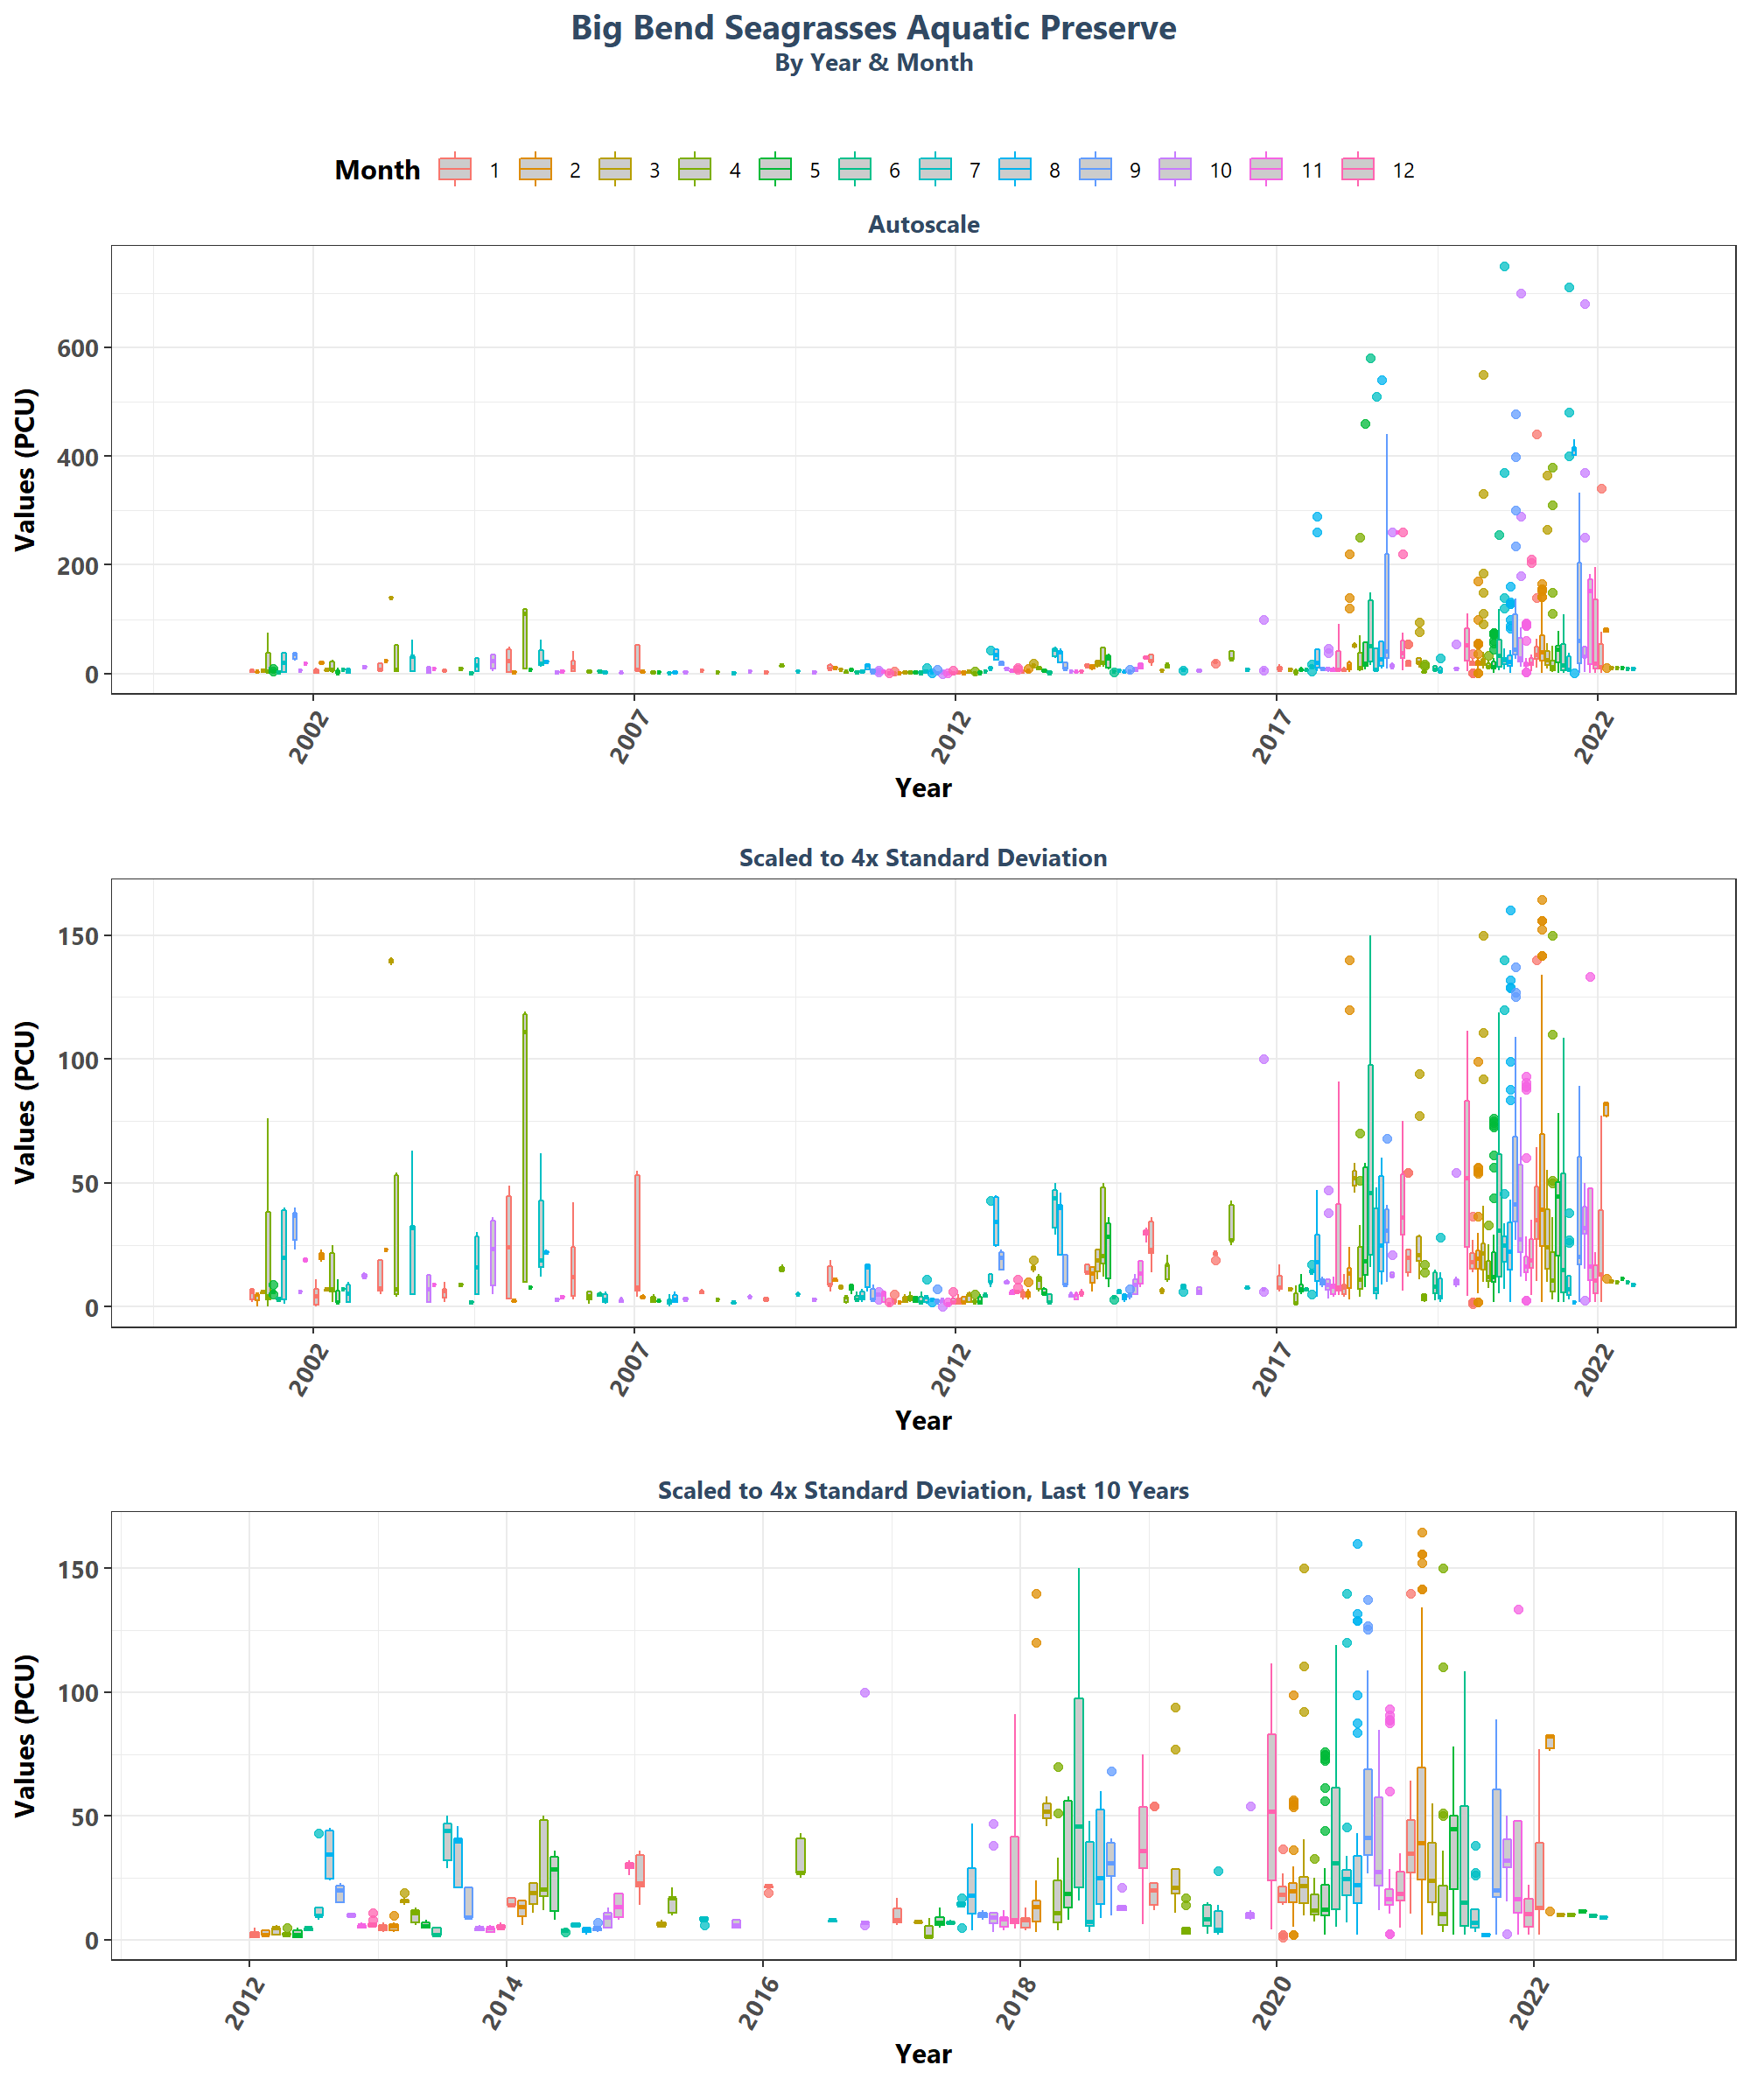 Big Bend Seagrasses Aquatic Preserve
By Year & Month
Month 1 2 3 4 5 6 7 8 9 10 11 12
Autoscale
Values (PCU)
600
400
200
0
2002 2007 2012 2017 2022
Year
Scaled to 4x Standard Deviation
Values (PCU)
150
100
50
0
2002 2007 2012 2017 2022
Year
Scaled to 4x Standard Deviation, Last 10 Years
Values (PCU)
150
100
50
0
2012 2014 2016 2018 2020 2022
Year